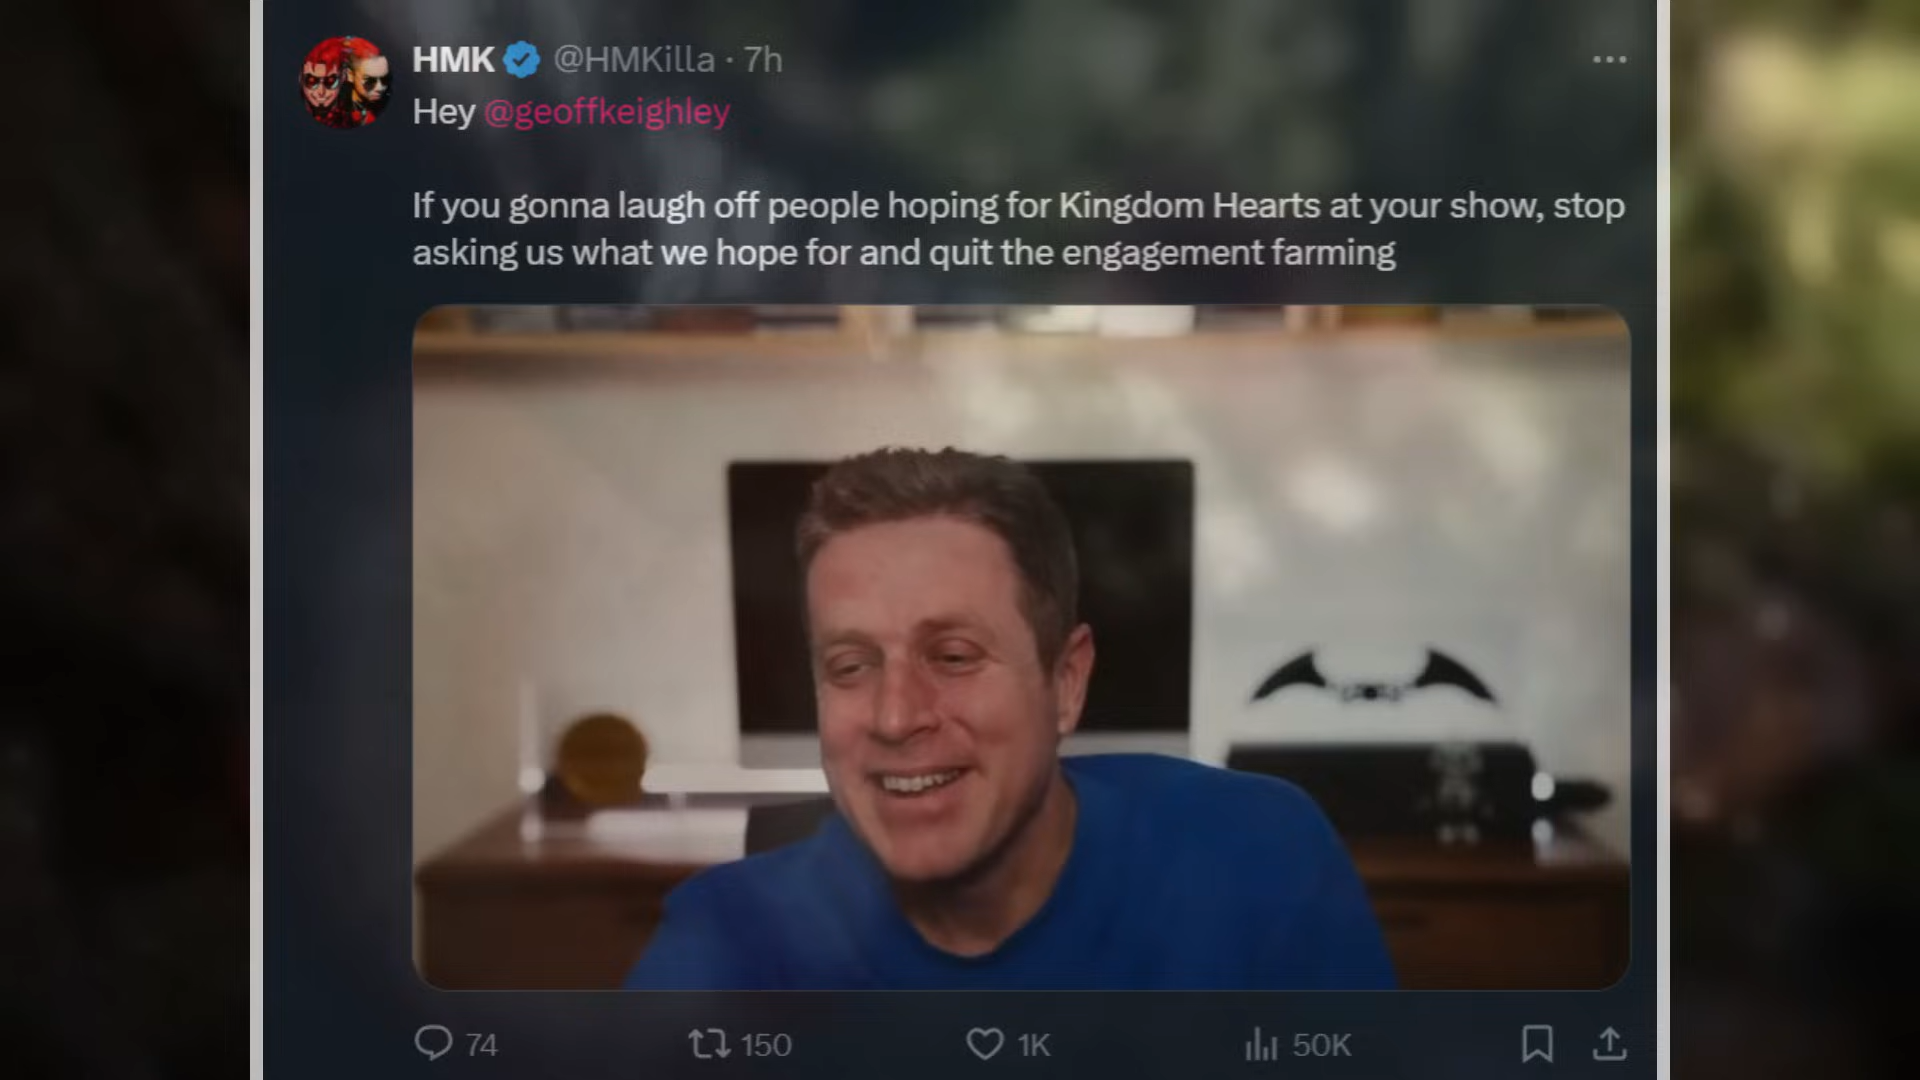 HMK @HMKilla · 7h
Hey @geoffkeighley
If you gonna laugh off people hoping for Kingdom Hearts at your show, stop
asking us what we hope for and quit the engagement farming
74 150 1K 50K